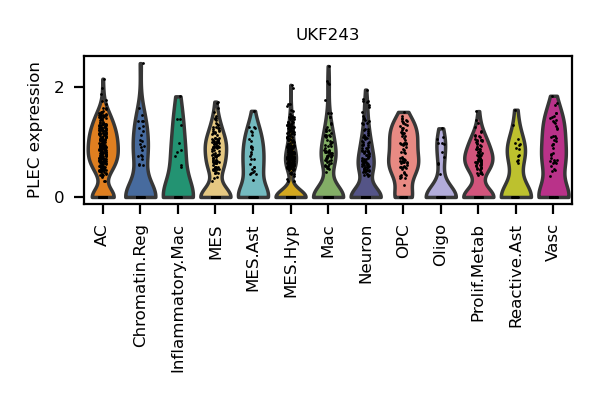 UKF243
PLEC expression
2
0
AC
Chromatin.Reg
Inflammatory.Mac
MES
MES.Ast
MES.Hyp
Mac
Neuron
OPC
Oligo
Prolif.Metab
Reactive.Ast
Vasc